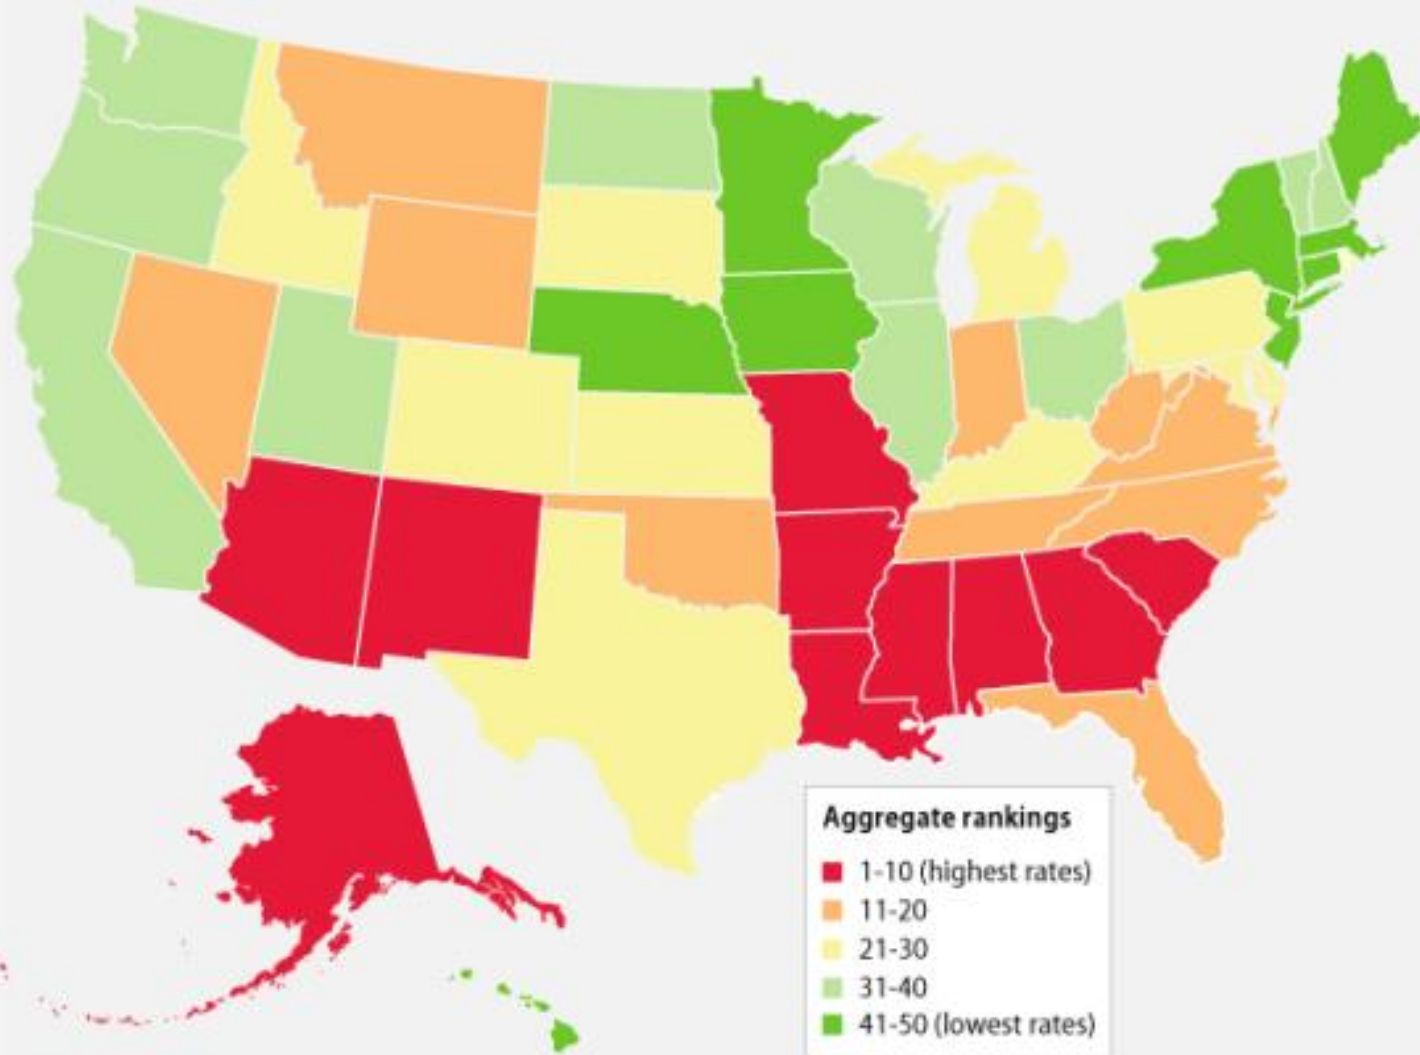 Aggregate rankings
1-10 (highest rates)
11-20
21-30
31-40
41-50 (lowest rates)